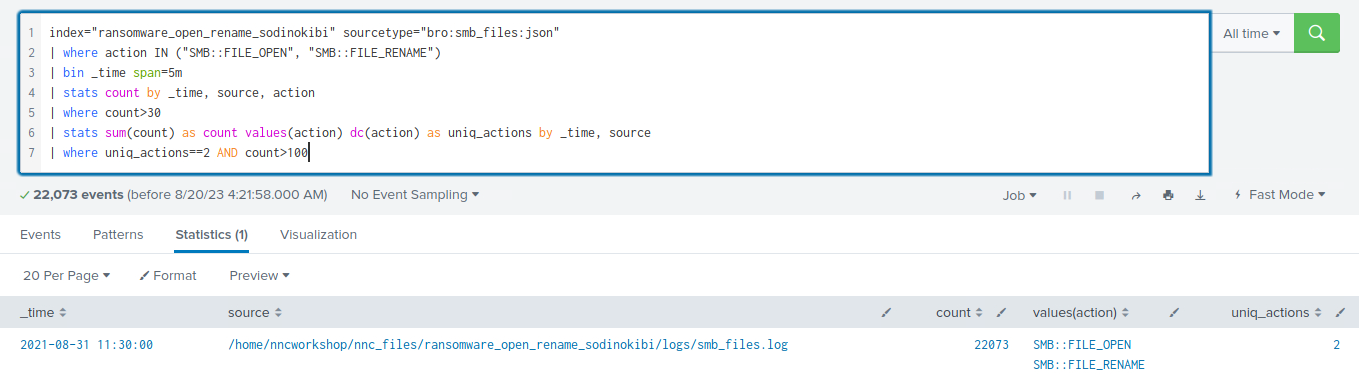 1 index="ransomware_open_rename_sodinokibi" sourcetype="bro:smb_files:json"
2 | where action IN ("SMB::FILE_OPEN", "SMB::FILE_RENAME")
3 | bin _time span=5m
4 | stats count by _time, source, action
5 | where count>30
6 | stats sum(count) as count values(action) dc(action) as uniq_actions by _time, source
7 | where uniq_actions==2 AND count>100
All time
22,073 events (before 8/20/23 4:21:58.000 AM) No Event Sampling Job Fast Mode
Events Patterns Statistics (1) Visualization
20 Per Page Format Preview
_time source count values(action) uniq_actions
2021-08-31 11:30:00 /home/nncworkshop/nnc_files/ransomware_open_rename_sodinokibi/logs/smb_files.log 22073 SMB::FILE_OPEN 2
SMB::FILE_RENAME